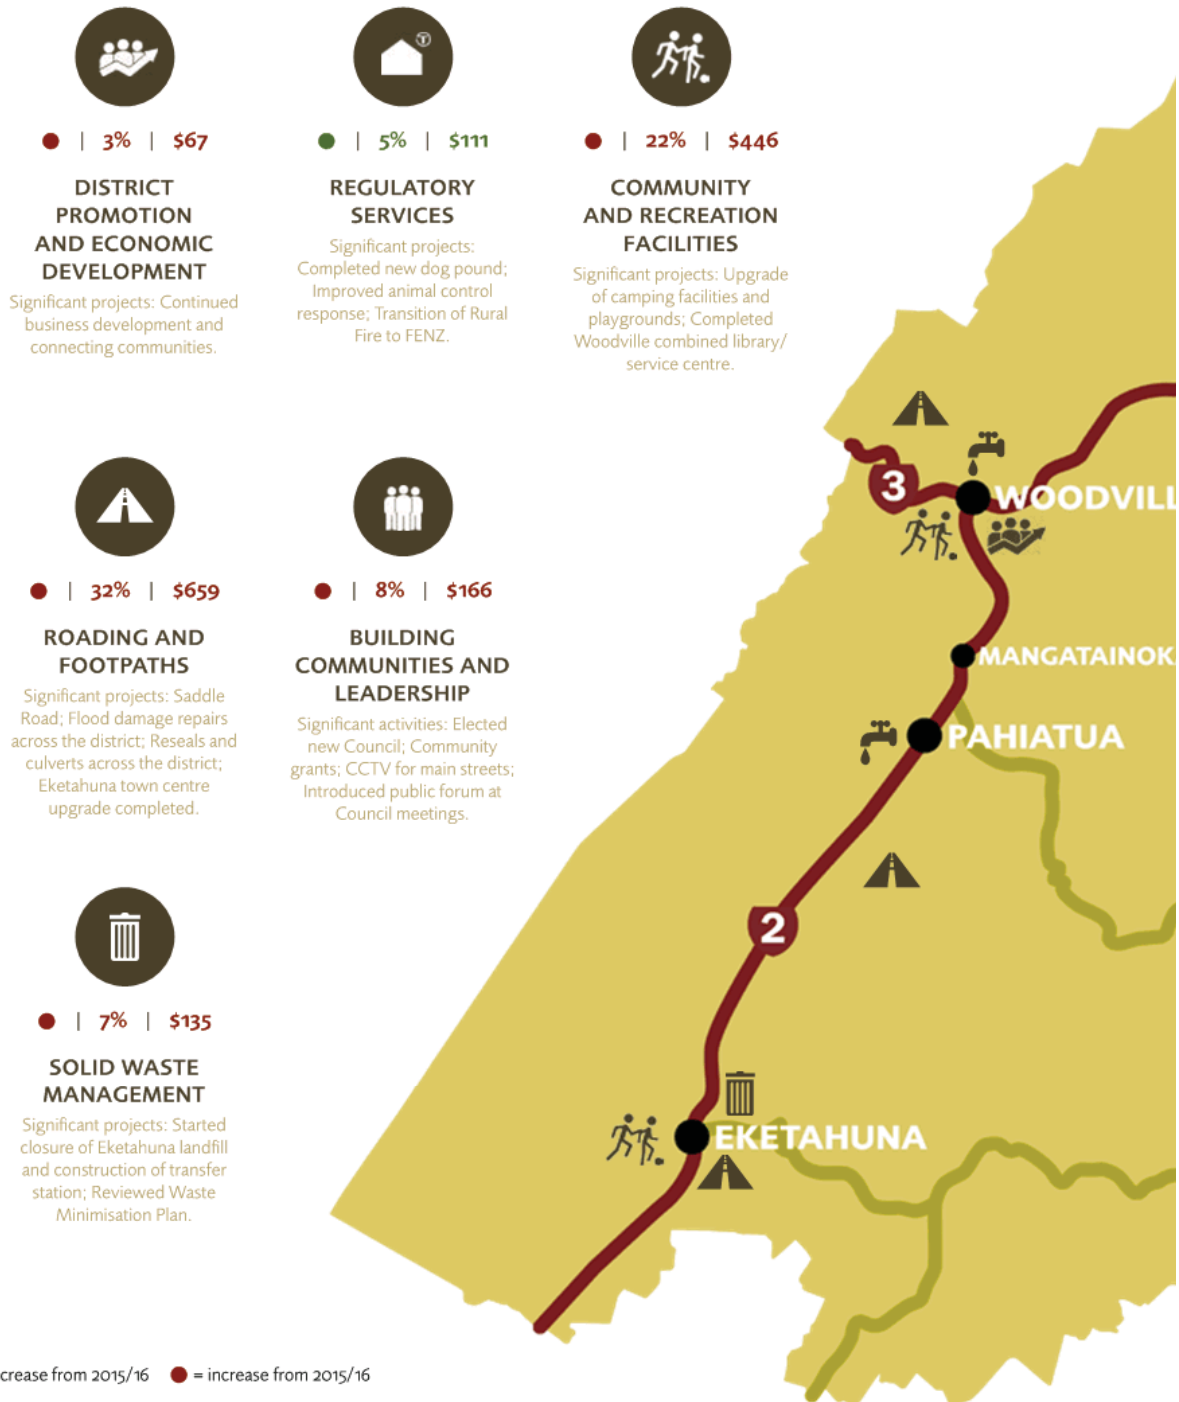 3% | $67
DISTRICT
PROMOTION
AND ECONOMIC
DEVELOPMENT
Significant projects: Continued
business development and
connecting communities.
5% | $111
REGULATORY
SERVICES
Significant projects:
Completed new dog pound;
Improved animal control
response; Transition of Rural
Fire to FENZ.
22% | $446
COMMUNITY
AND RECREATION
FACILITIES
Significant projects: Upgrade
of camping facilities and
playgrounds; Completed
Woodville combined library/
service centre.
32% | $659
ROADING AND
FOOTPATHS
Significant projects: Saddle
Road; Flood damage repairs
across the district; Reseals and
culverts across the district;
Eketahuna town centre
upgrade completed.
8% | $166
BUILDING
COMMUNITIES AND
LEADERSHIP
Significant activities: Elected
new Council; Community
grants; CCTV for main streets;
Introduced public forum at
Council meetings.
7% | $135
SOLID WASTE
MANAGEMENT
Significant projects: Started
closure of Eketahuna landfill
and construction of transfer
station; Reviewed Waste
Minimisation Plan.
3
WOODVILL
MANGATAINOK
PAHIATUA
2
EKETAHUNA
crease from 2015/16
= increase from 2015/16